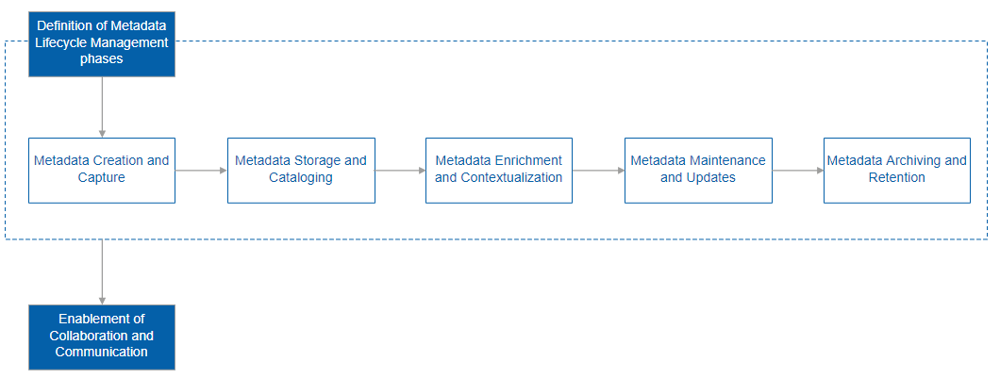 Definition of Metadata
Lifecycle Management
phases
Metadata Creation and
Capture
Metadata Storage and
Cataloging
Metadata Enrichment
and Contextualization
Metadata Maintenance
and Updates
Metadata Archiving and
Retention
Enablement of
Collaboration and
Communication